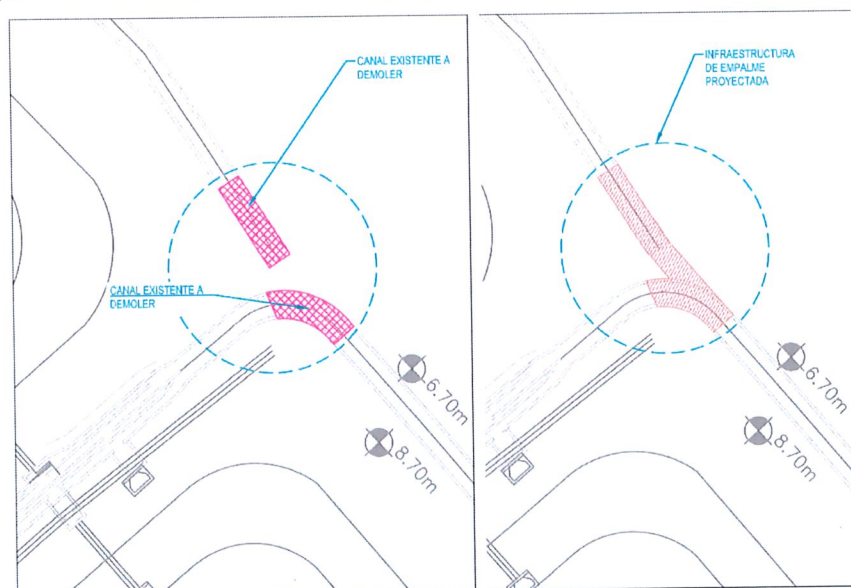 CANAL EXISTENTE A
DEMOLER
CANAL EXISTENTE A
DEMOLER
6.70m
8.70m
INFRAESTRUCTURA
DE EMPALME
PROYECTADA
6.70m
8.70m